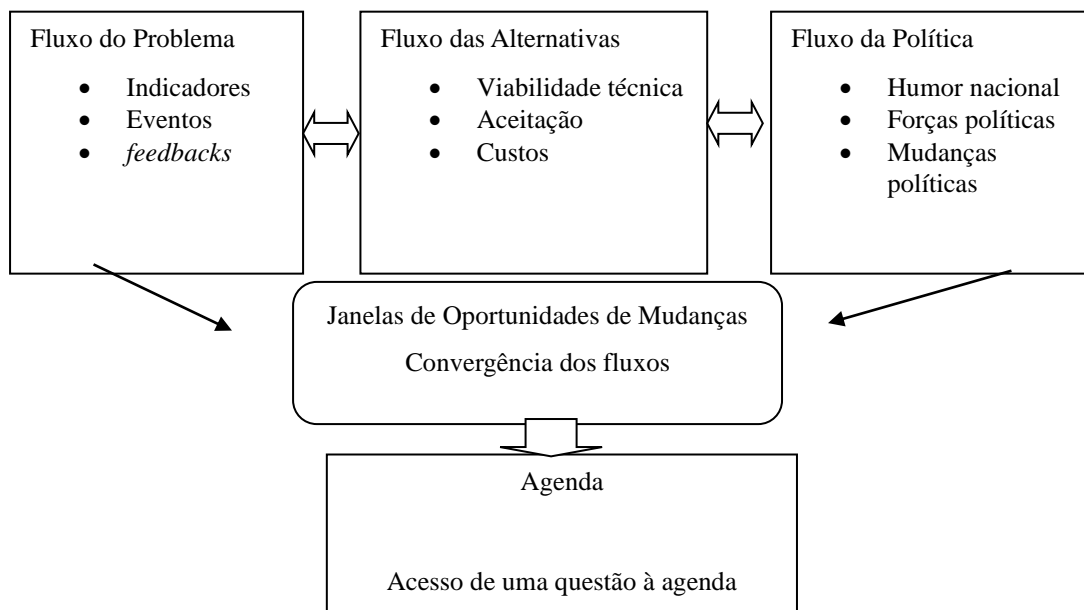 Fluxo do Problema
• Indicadores
• Eventos
• feedbacks
Fluxo das Alternativas
• Viabilidade técnica
• Aceitação
• Custos
Fluxo da Política
• Humor nacional
• Forças políticas
• Mudanças
políticas
Janelas de Oportunidades de Mudanças
Convergência dos fluxos
Agenda
Acesso de uma questão à agenda